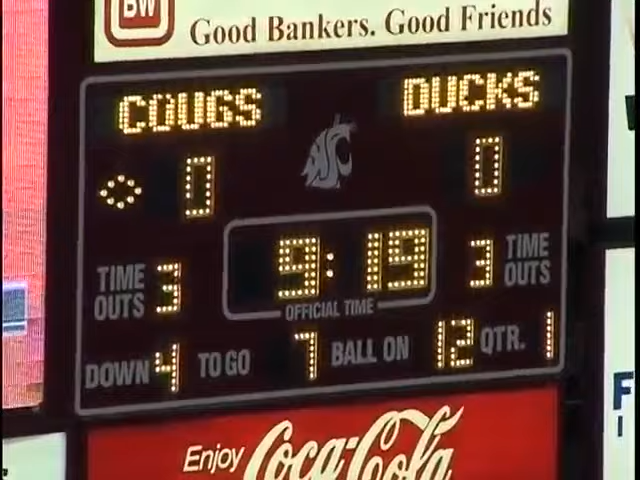 BW
Good Bankers. Good Friends
COUGS DUCKS
0 0
TIME OUTS 3 9:19 3 TIME OUTS
OFFICIAL TIME
DOWN 4 TO GO 7 BALL ON 12 QTR. 1
Enjoy Coca-Cola
F